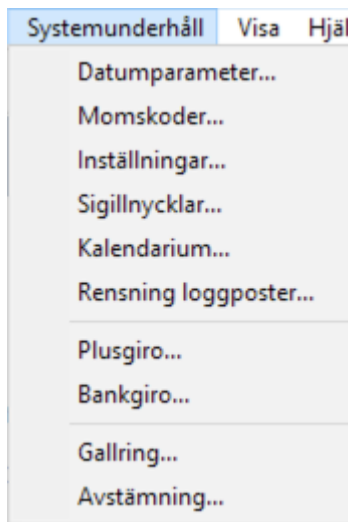 Systemunderhåll Visa
Datumparameter...
Momskoder...
Inställningar...
Sigillnycklar...
Kalendarium...
Rensning loggposter...
Plusgiro...
Bankgiro...
Gallring...
Avstämning...